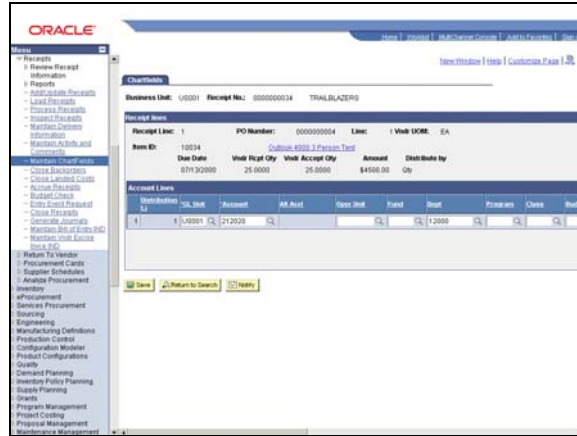 ORACLE
Home | Worklist | MultiChannel Console | Add to Favorites | Sign
Menu
Receipts
Review Receipt
Information
Reports
Add/Update Receipts
Load Receipts
Process Receipts
Inspect Receipts
Maintain Delivery
Information
Maintain Activity and
Comments
Maintain ChartFields
Close Backorders
Close Landed Costs
Accrue Receipts
Budget Check
Entry Event Request
Close Receipts
Generate Journals
Maintain Bill of Entry IND
Maintain Vndr Excise
Invce IND
Return To Vendor
Procurement Cards
Supplier Schedules
Analyze Procurement
Inventory
eProcurement
Services Procurement
Sourcing
Engineering
Manufacturing Definitions
Production Control
Configuration Modeler
Product Configurations
Quality
Demand Planning
Inventory Policy Planning
Supply Planning
Grants
Program Management
Project Costing
Proposal Management
Maintenance Management
New Window | Help | Customize Page |
Chartfields
Business Unit: US001 Receipt No.: 0000000034 TRAILBLAZERS
Receipt lines
Receipt Line: 1 PO Number: 0000000004 Line: 1 Vndr UOM: EA
Item ID: 10034 Outlook 4000 3 Person Tent
Due Date Vndr Rcpt Qty Vndr Accept Qty Amount Distribute by
07/13/2000 25.0000 25.0000 $4500.00 Qty
Account Lines
Distribution *GL Unit *Account Alt Acct Oper Unit Fund Dept Program Class
1 1 US001 212020 12000
Save Return to Search Notify